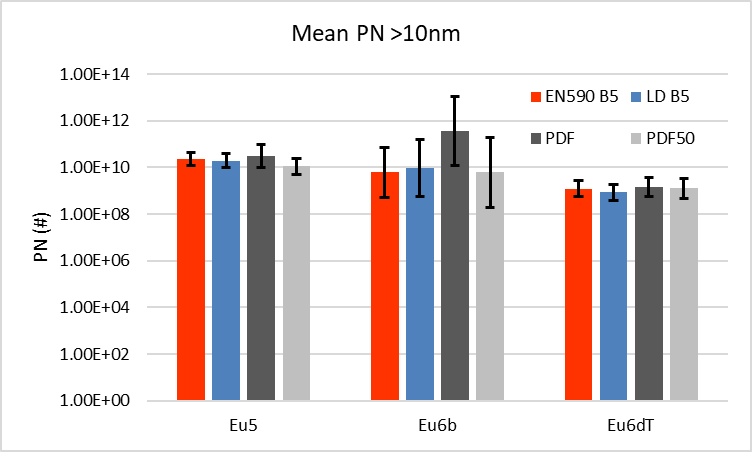 Mean PN >10nm
1.00E+14
1.00E+12
1.00E+10
1.00E+08
1.00E+06
1.00E+04
1.00E+02
1.00E+00
PN (#)
EN590 B5 LD B5
PDF PDF50
Eu5 Eu6b Eu6dT